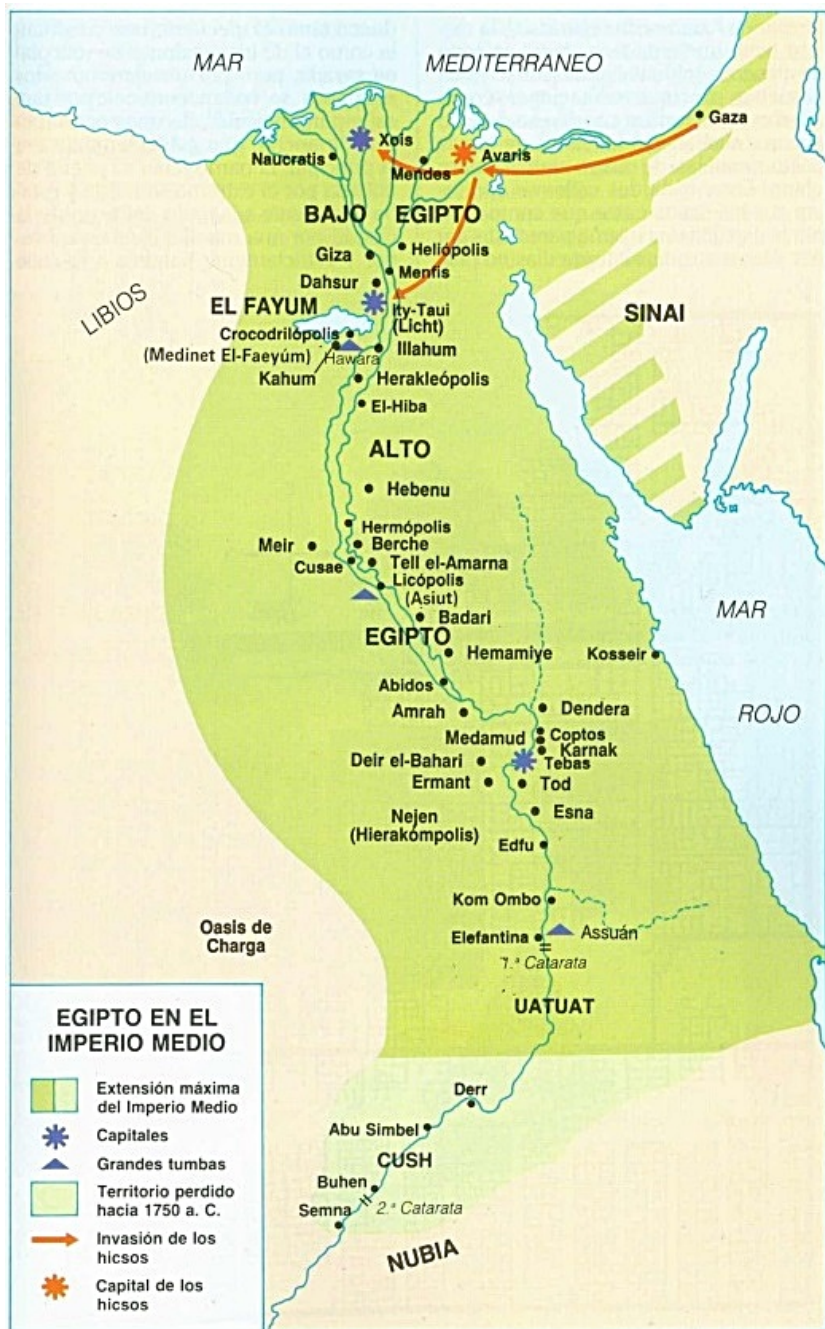 MAR MEDITERRANEO
Gaza
Xois
Naucratis
Avaris
Mendes
BAJO EGIPTO
Heliópolis
Giza
Menfis
Dahsur
LIBIOS
EL FAYUM
SINAI
Ity-Taui
(Licht)
Crocodrilópolis
(Medinet El-Faeyúm)
Hawara
Illahum
Kahum
Herakleópolis
El-Hiba
ALTO
Hebenu
Hermópolis
Meir
Berche
Cusae
Tell el-Amarna
Licópolis
(Asiut)
Badari
EGIPTO
Hemamiye
Kosseir
MAR
ROJO
Abidos
Amrah
Dendera
Medamud
Coptos
Karnak
Deir el-Bahari
Tebas
Ermant
Tod
Nejen
(Hierakómpolis)
Esna
Edfu
Kom Ombo
Oasis de
Charga
Elefantina
Assuán
1.ª Catarata
UATUAT
Derr
Abu Simbel
CUSH
Buhen
2.ª Catarata
Semna
NUBIA
EGIPTO EN EL
IMPERIO MEDIO
Extensión máxima
del Imperio Medio
Capitales
Grandes tumbas
Territorio perdido
hacia 1750 a. C.
Invasión de los
hicsos
Capital de los
hicsos